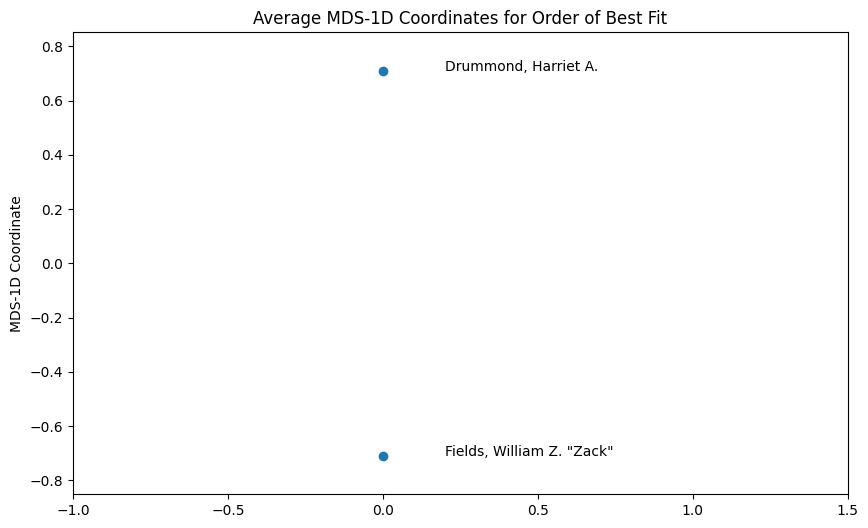 Average MDS-1D Coordinates for Order of Best Fit
0.8
Drummond, Harriet A.
0.6
0.4
0.2
MDS-1D Coordinate
0.0
−0.2
−0.4
−0.6
Fields, William Z. "Zack"
−0.8
−1.0 −0.5 0.0 0.5 1.0 1.5